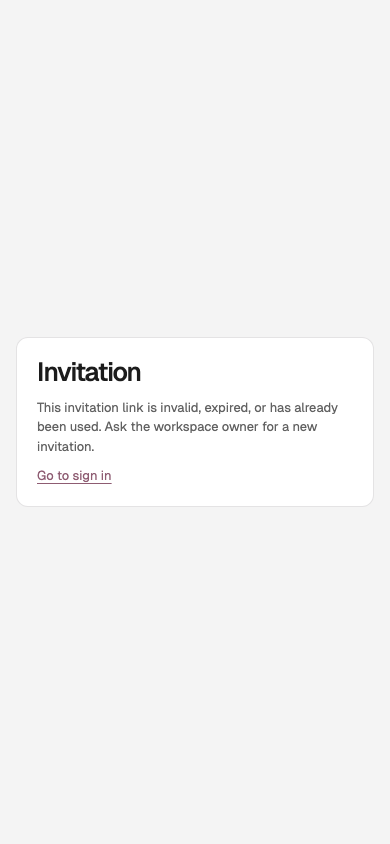 Invitation
This invitation link is invalid, expired, or has already
been used. Ask the workspace owner for a new
invitation.
Go to sign in